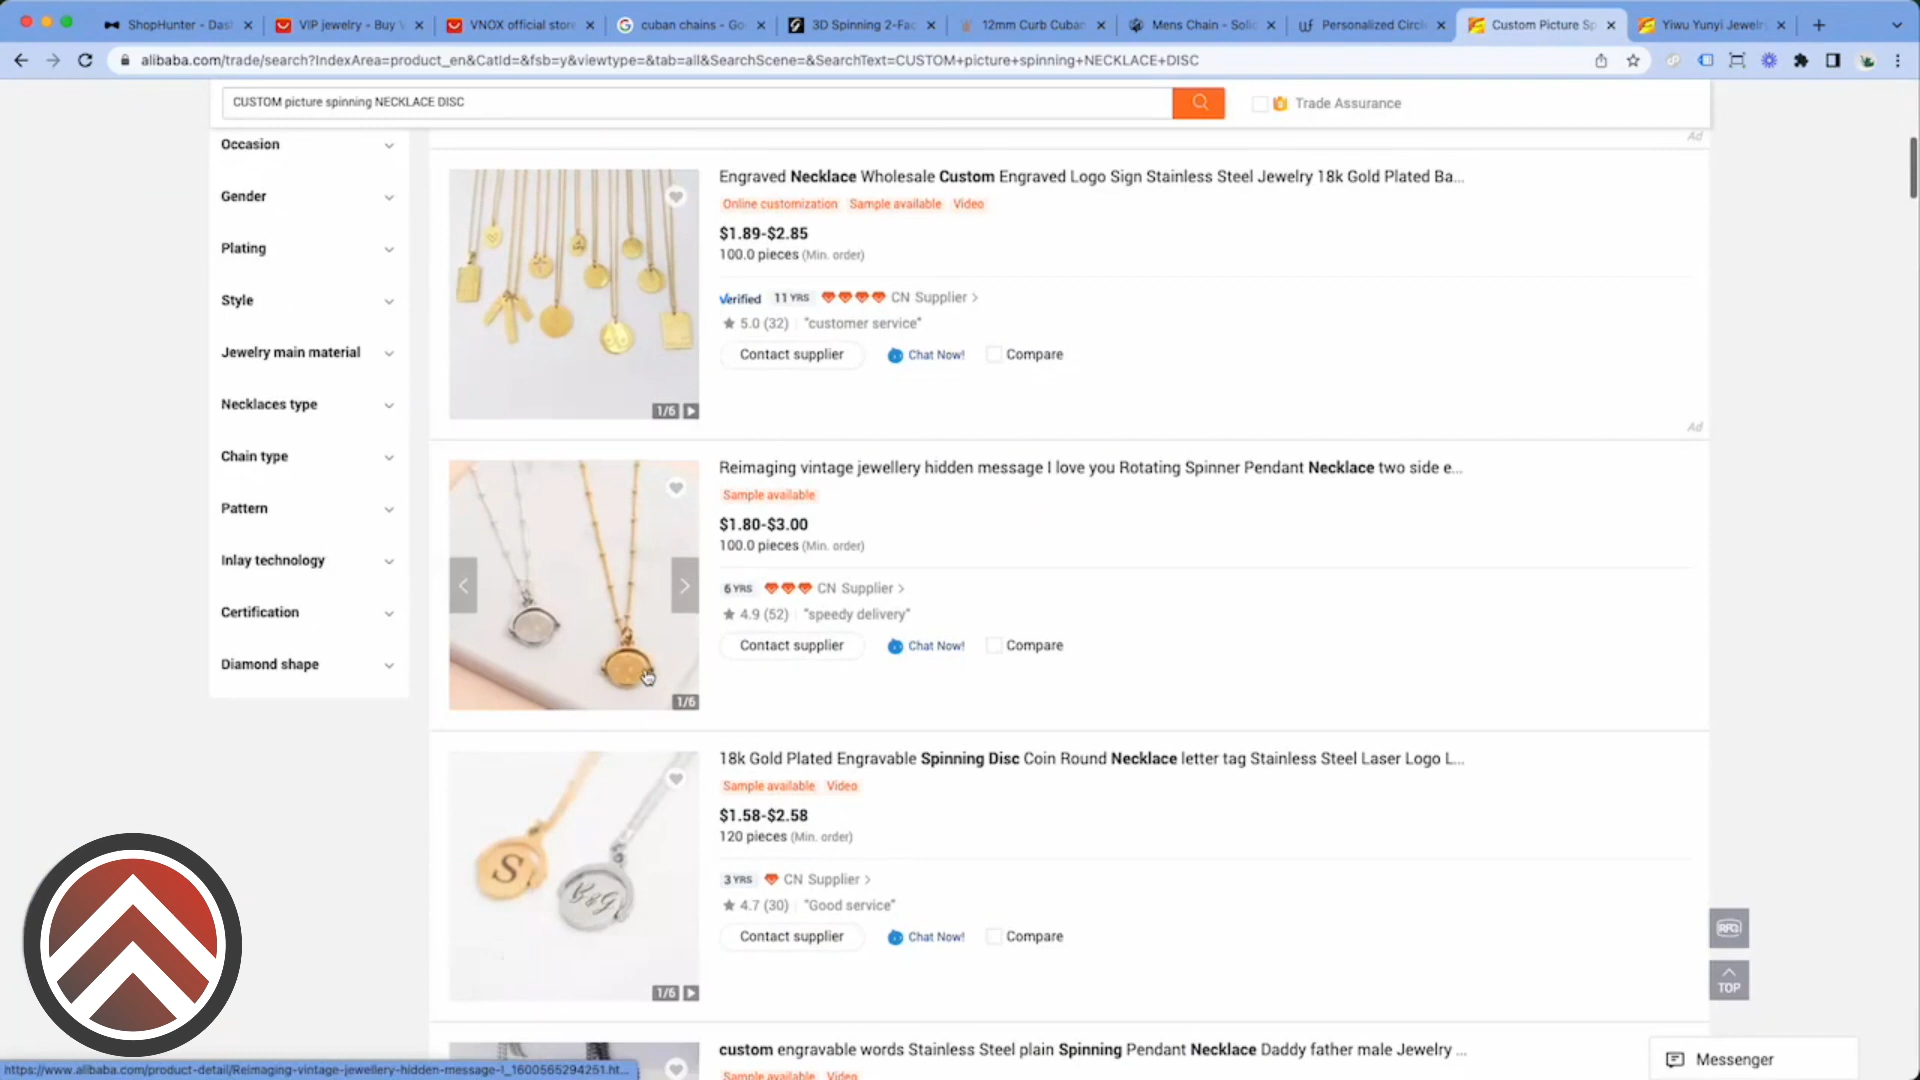 ShopHunter - Das
VIP jewelry - Buy
VNOX official store
cuban chains - Go
3D Spinning 2-Fac
12mm Curb Cuban
Mens Chain - Solid
Personalized Circl
Custom Picture Sp
Yiwu Yunyi Jewelr
alibaba.com/trade/search?IndexArea=product_en&CatId=&fsb=y&viewtype=&tab=all&SearchScene=&SearchText=CUSTOM+picture+spinning+NECKLACE+DISC
CUSTOM picture spinning NECKLACE DISC
Trade Assurance
Ad
Occasion
Gender
Plating
Style
Jewelry main material
Necklaces type
Chain type
Pattern
Inlay technology
Certification
Diamond shape
Engraved Necklace Wholesale Custom Engraved Logo Sign Stainless Steel Jewelry 18k Gold Plated Ba...
Online customization Sample available Video
$1.89-$2.85
100.0 pieces (Min. order)
Verified 11 YRS CN Supplier >
5.0 (32) "customer service"
Contact supplier Chat Now! Compare
1/6
Ad
Reimaging vintage jewellery hidden message I love you Rotating Spinner Pendant Necklace two side e...
Sample available
$1.80-$3.00
100.0 pieces (Min. order)
6 YRS CN Supplier >
4.9 (52) "speedy delivery"
Contact supplier Chat Now! Compare
1/6
18k Gold Plated Engravable Spinning Disc Coin Round Necklace letter tag Stainless Steel Laser Logo L...
Sample available Video
$1.58-$2.58
120 pieces (Min. order)
3 YRS CN Supplier >
4.7 (30) "Good service"
Contact supplier Chat Now! Compare
S
B&G
1/6
RFQ
TOP
custom engravable words Stainless Steel plain Spinning Pendant Necklace Daddy father male Jewelry ...
Sample available Video
Messenger
https://www.alibaba.com/product-detail/Reimaging-vintage-jewellery-hidden-message-I_1600565294251.ht...